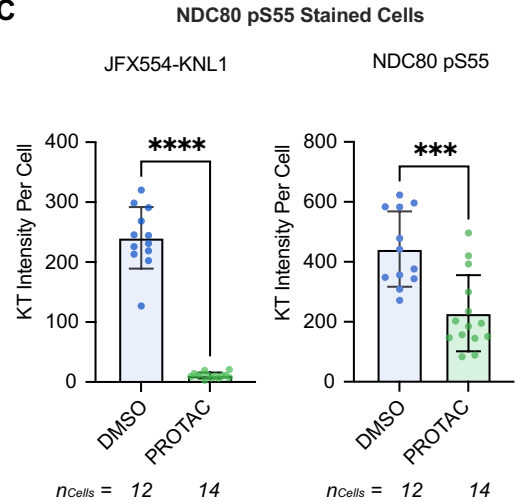 C
NDC80 pS55 Stained Cells
JFX554-KNL1
KT Intensity Per Cell
400
300
200
100
0
****
DMSO
PROTAC
NDC80 pS55
KT Intensity Per Cell
800
600
400
200
0
***
DMSO
PROTAC
nCells = 12 14
nCells = 12 14